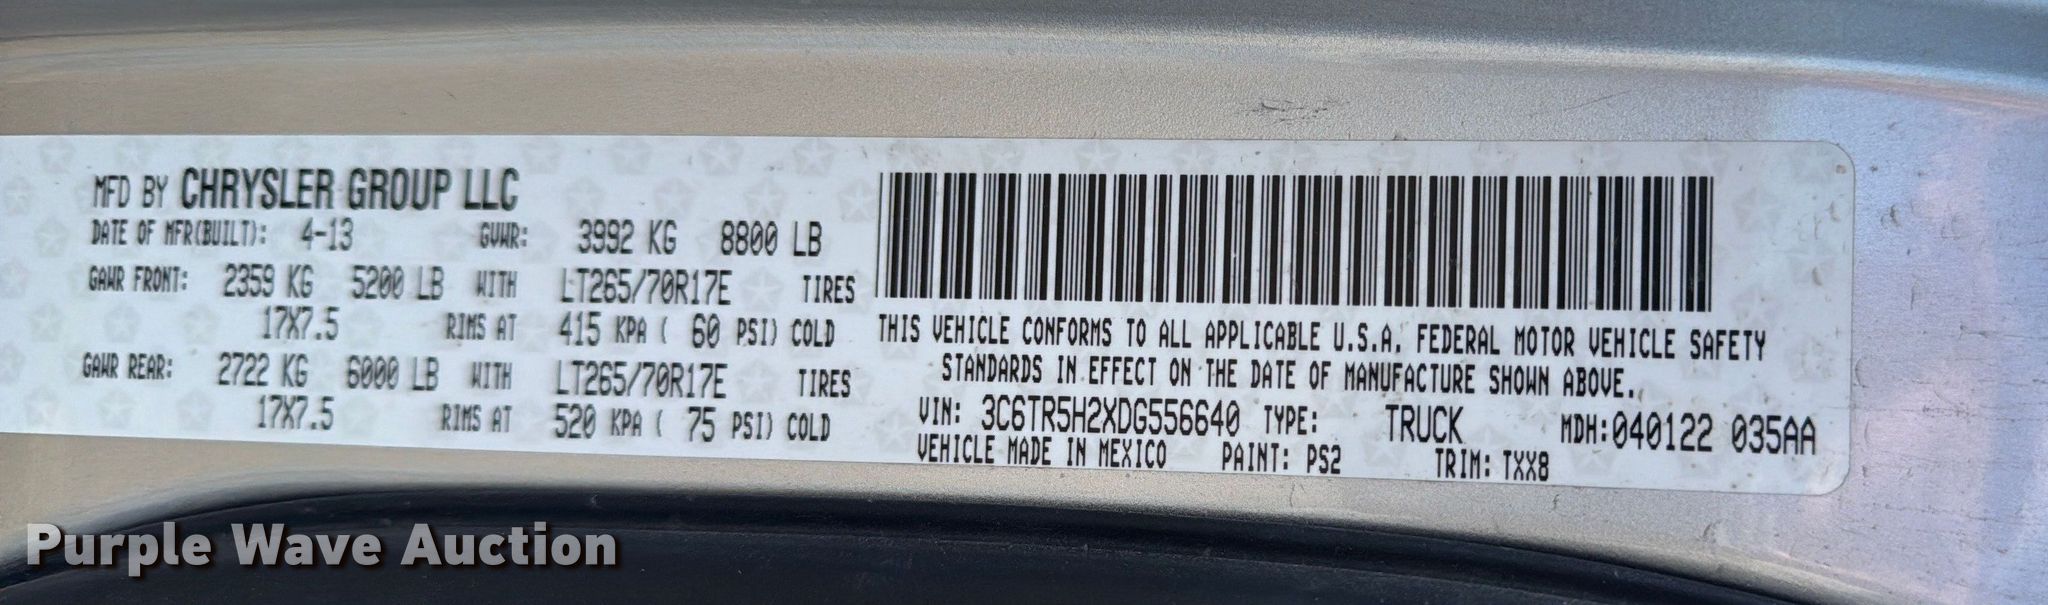 MFD BY CHRYSLER GROUP LLC
DATE OF MFR(BUILT): 4-13 GVWR: 3992 KG 8800 LB
GAWR FRONT: 2359 KG 5200 LB WITH LT265/70R17E TIRES
17X7.5 RIMS AT 415 KPA ( 60 PSI) COLD
GAWR REAR: 2722 KG 6000 LB WITH LT265/70R17E TIRES
17X7.5 RIMS AT 520 KPA ( 75 PSI) COLD
THIS VEHICLE CONFORMS TO ALL APPLICABLE U.S.A. FEDERAL MOTOR VEHICLE SAFETY
STANDARDS IN EFFECT ON THE DATE OF MANUFACTURE SHOWN ABOVE.
VIN: 3C6TR5H2XDG556640 TYPE: TRUCK MDH:040122 035AA
VEHICLE MADE IN MEXICO PAINT: PS2 TRIM: TXX8
Purple Wave Auction